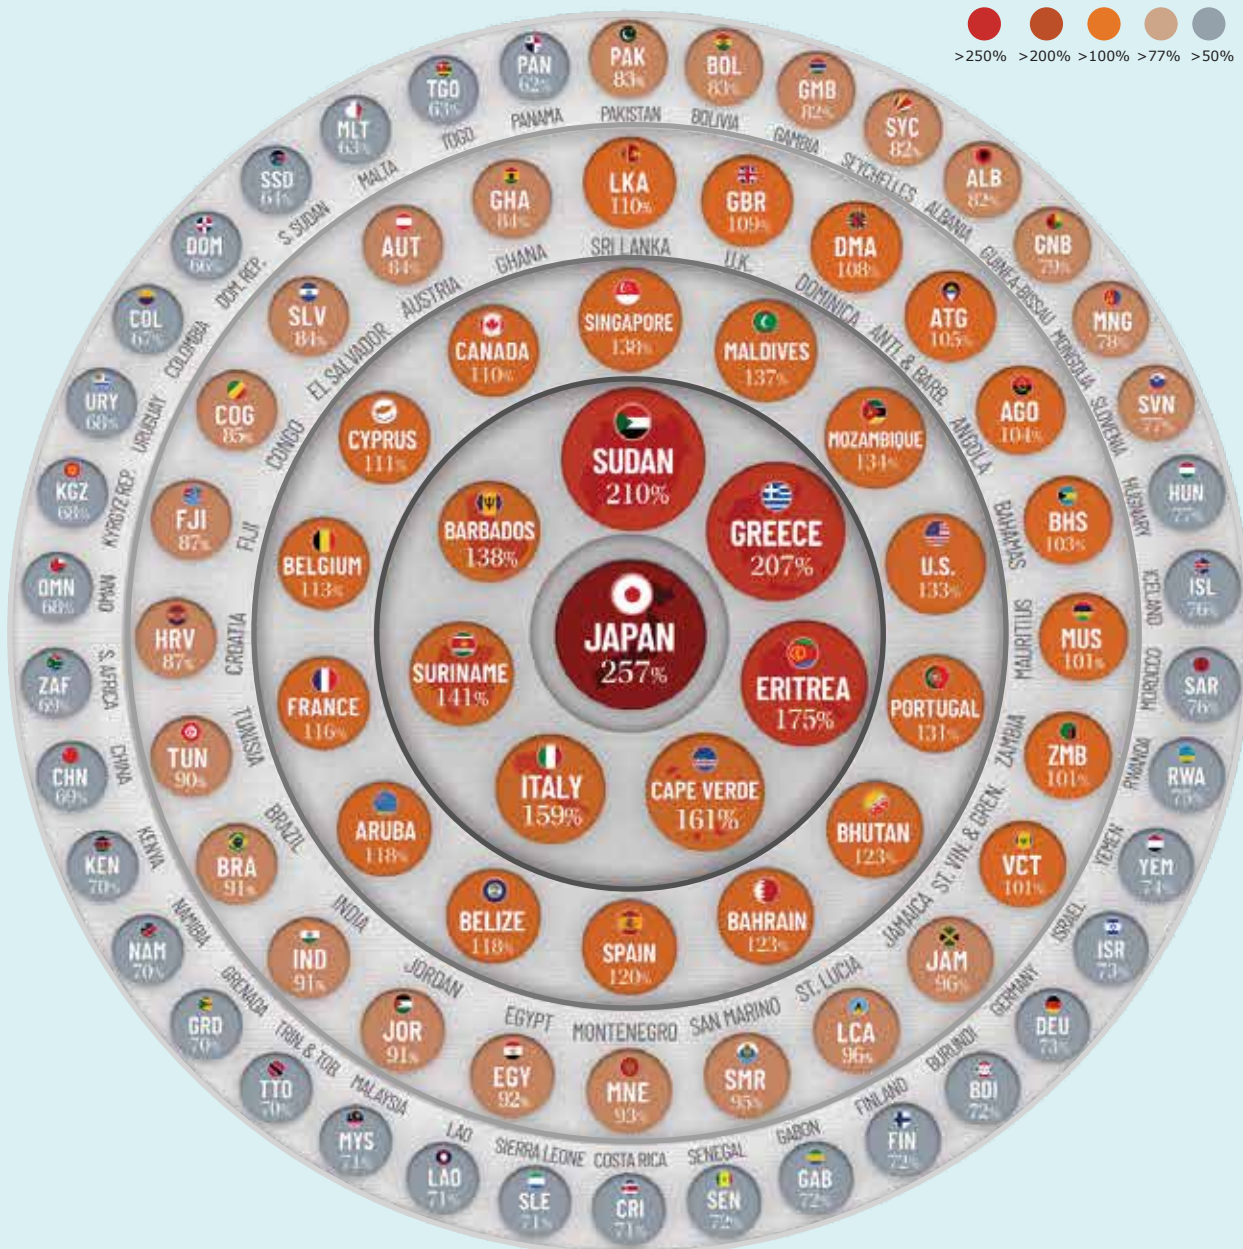 >250% >200% >100% >77% >50%
JAPAN
257%
SUDAN
210%
GREECE
207%
ERITREA
175%
CAPE VERDE
161%
ITALY
159%
SURINAME
141%
BARBADOS
138%
SINGAPORE
138%
MALDIVES
137%
MOZAMBIQUE
134%
U.S.
133%
PORTUGAL
131%
BHUTAN
123%
BAHRAIN
123%
SPAIN
120%
BELIZE
118%
ARUBA
118%
FRANCE
116%
BELGIUM
113%
CYPRUS
111%
CANADA
110%
LKA
110%
SRI LANKA
GBR
109%
U.K.
DMA
108%
DOMINICA
ATG
105%
ANTI. & BARB.
AGO
104%
ANGOLA
BHS
103%
BAHAMAS
MUS
101%
MAURITIUS
ZMB
101%
ZAMBIA
VCT
101%
ST. VIN. & GREN.
JAM
96%
JAMAICA
LCA
96%
ST. LUCIA
SMR
95%
SAN MARINO
MNE
93%
MONTENEGRO
EGY
92%
EGYPT
JOR
91%
JORDAN
IND
91%
INDIA
BRA
91%
BRAZIL
TUN
90%
TUNISIA
HRV
87%
CROATIA
FJI
87%
FIJI
COG
85%
CONGO
SLV
84%
EL SALVADOR
AUT
84%
AUSTRIA
GHA
84%
GHANA
PAK
83%
PAKISTAN
BOL
83%
BOLIVIA
GMB
82%
GAMBIA
SYC
82%
SEYCHELLES
ALB
82%
ALBANIA
GNB
79%
GUINEA-BISSAU
MNG
78%
MONGOLIA
SVN
77%
SLOVENIA
HUN
77%
HUGNARY
ISL
76%
ICELAND
SAR
76%
MOROCCO
RWA
75%
RWANDA
YEM
74%
YEMEN
ISR
73%
ISRAEL
DEU
73%
GERMANY
BDI
72%
BURUNDI
FIN
72%
FINLAND
GAB
72%
GABON
SEN
72%
SENEGAL
CRI
71%
COSTA RICA
SLE
71%
SIERRA LEONE
LAO
71%
LAO
MYS
71%
MALAYSIA
TTO
70%
TRIN. & TOB.
GRD
70%
GRENADA
NAM
70%
NAMIBIA
KEN
70%
KENYA
CHN
69%
CHINA
ZAF
69%
S. AFRICA
OMN
68%
OMAN
KGZ
68%
KYRGYZ REP.
URY
68%
URUGUAY
COL
67%
COLOMBIA
DOM
66%
DOM. REP.
SSD
64%
S. SUDAN
MLT
63%
MALTA
TGO
63%
TOGO
PAN
62%
PANAMA